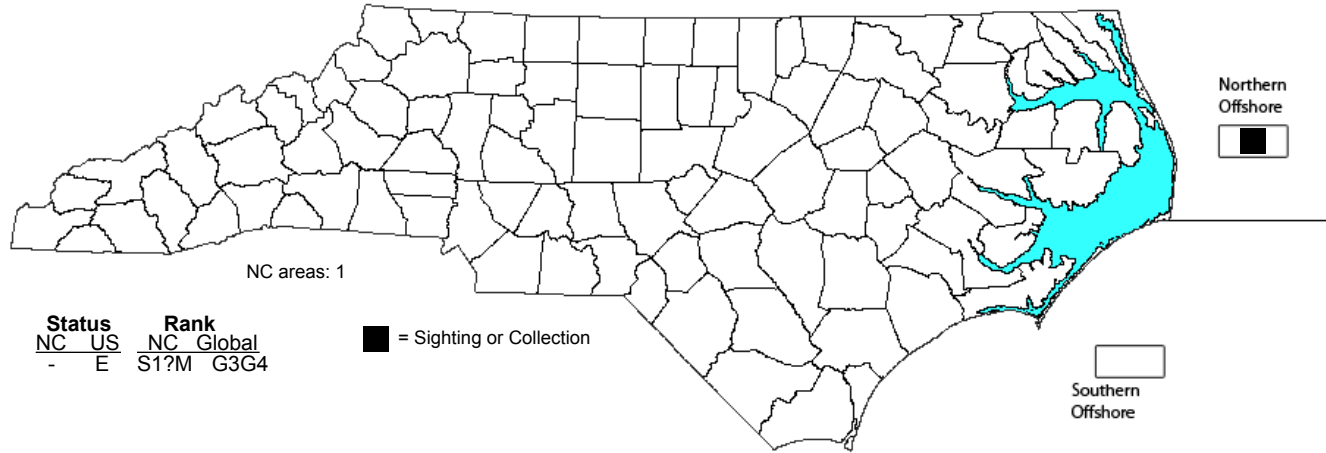 Northern
Offshore
NC areas: 1
Status Rank
NC US NC Global
- E S1?M G3G4
= Sighting or Collection
Southern
Offshore